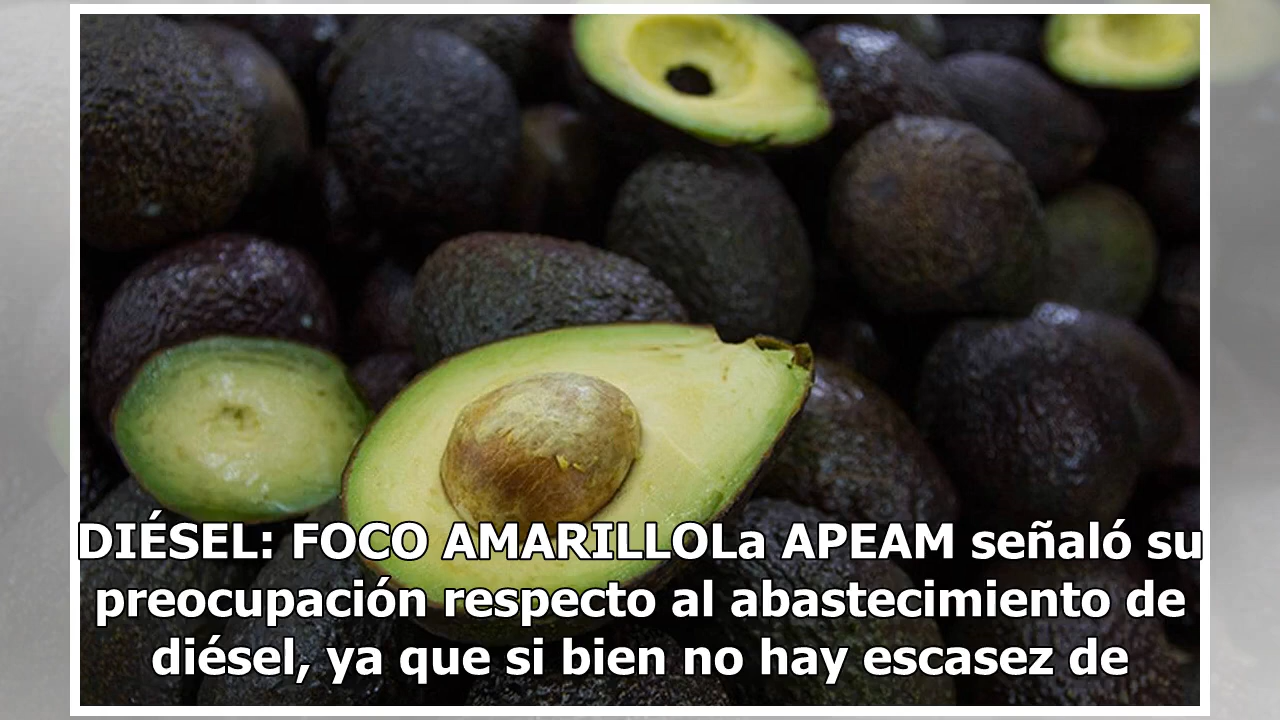 DIÉSEL: FOCO AMARILLOLa APEAM señaló su
preocupación respecto al abastecimiento de
diésel, ya que si bien no hay escasez de